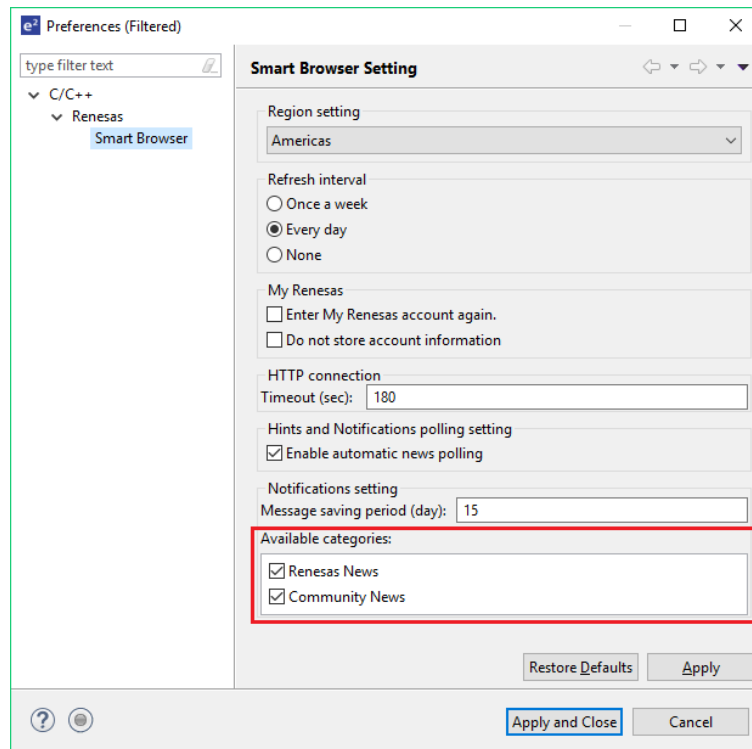 e² Preferences (Filtered)
type filter text
Smart Browser Setting
C/C++
Renesas
Smart Browser
Region setting
Americas
Refresh interval
Once a week
Every day
None
My Renesas
Enter My Renesas account again.
Do not store account information
HTTP connection
Timeout (sec): 180
Hints and Notifications polling setting
Enable automatic news polling
Notifications setting
Message saving period (day): 15
Available categories:
Renesas News
Community News
Restore Defaults Apply
? Apply and Close Cancel